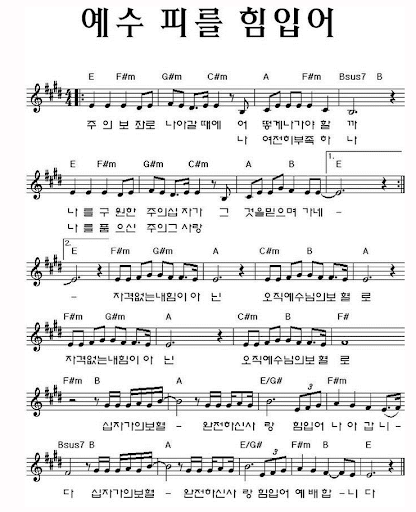 예수 피를 힘입어
E F#m G#m C#m A F#m Bsus7 B
주 의 보 좌로 나아갈 때에 어 떻게나가야 할 까
나 여전히부족 하 나
E F#m G#m C#m A B E
1.
나 를 구 원한 주의십 자가 그 것을믿으며 가네 -
나 를 품 으신 주의그 사랑
2.
E F#m G#m A C#m B A
- 자격없는내힘이 아 닌 오직예수님의보 혈 로
F#m G#m A C#m B F#
자격없는내힘이 아 닌 오직예수님의보 혈 로
F#m B A E/G# F#m
3
십자가의보혈 - 완전하신사 랑 힘입어 나 아 갑 니 -
Bsus7 B A E/G# F#m B E
3
다 십자가의보혈 - 완전하신사 랑 힘입어 예 배 합 - 니 다